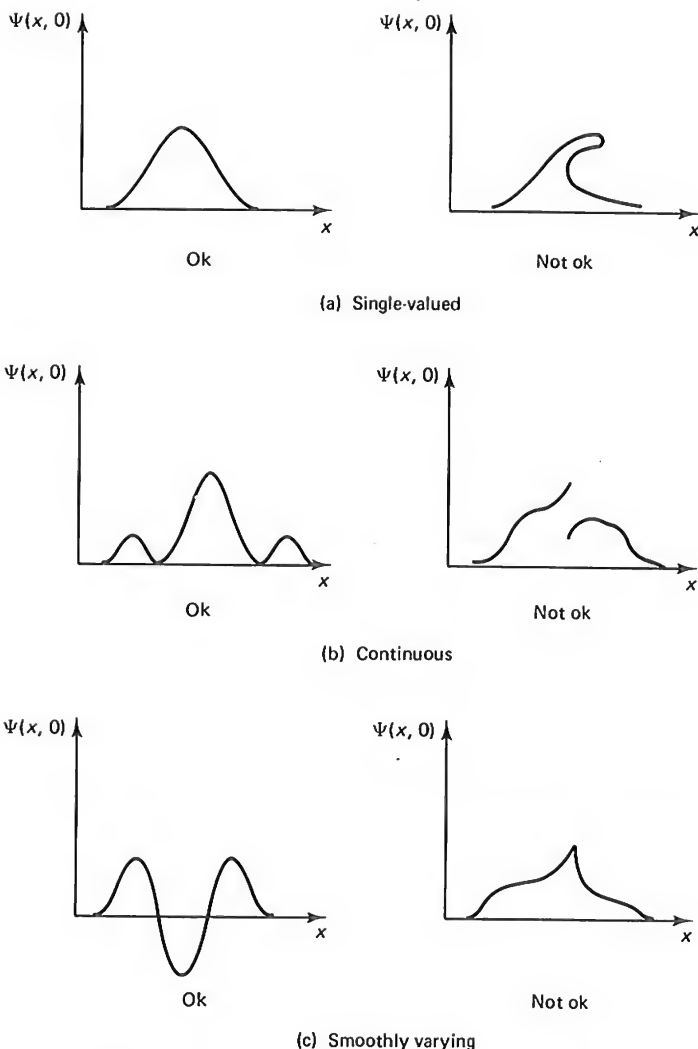 Ψ(x, 0)
Ψ(x, 0)
x
x
Ok
Not ok
(a) Single-valued
Ψ(x, 0)
Ψ(x, 0)
x
x
Ok
Not ok
(b) Continuous
Ψ(x, 0)
Ψ(x, 0)
x
x
Ok
Not ok
(c) Smoothly varying